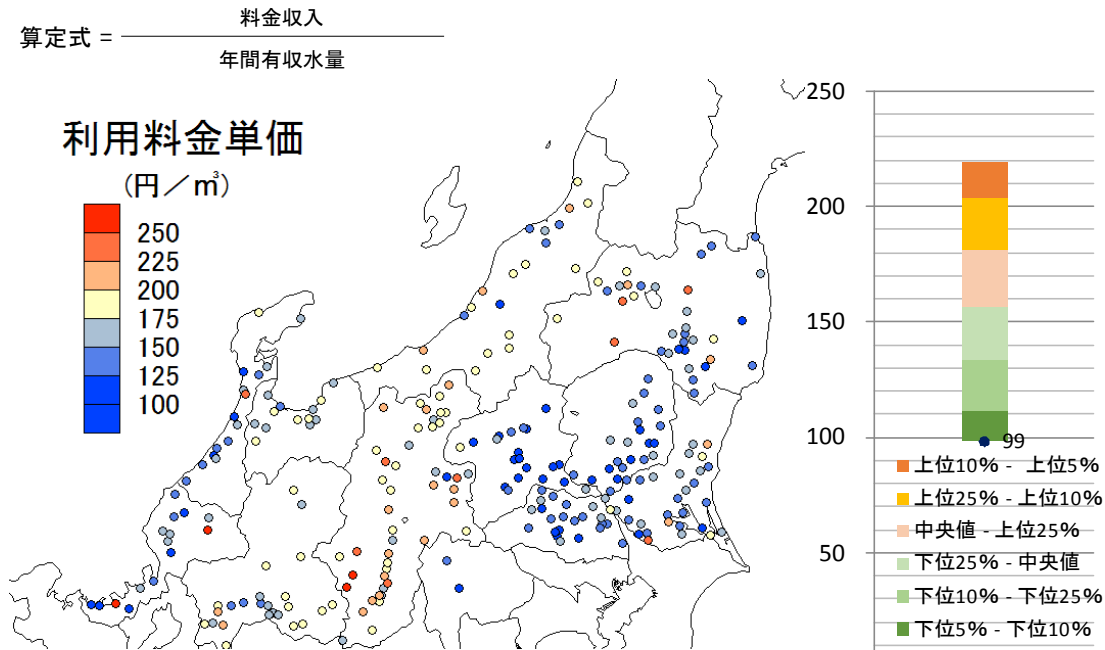 算定式 = 料金収入
年間有収水量
利用料金単価
(円／㎥)
250
225
200
175
150
125
100
250
200
150
100
50
99
上位10% - 上位5%
上位25% - 上位10%
中央値 - 上位25%
下位25% - 中央値
下位10% - 下位25%
下位5% - 下位10%